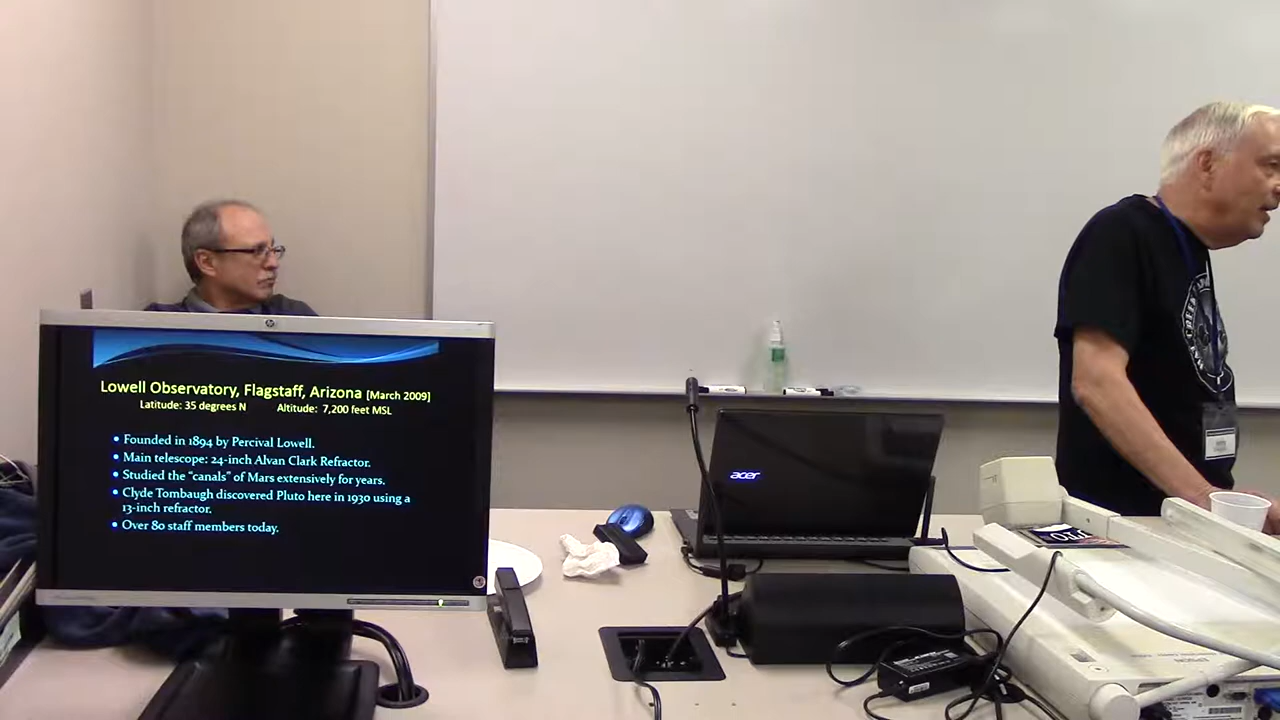 Lowell Observatory, Flagstaff, Arizona [March 2009]
Latitude: 35 degrees N Altitude: 7,200 feet MSL
• Founded in 1894 by Percival Lowell.
• Main telescope: 24-inch Alvan Clark Refractor.
• Studied the “canals” of Mars extensively for years.
• Clyde Tombaugh discovered Pluto here in 1930 using a
13-inch refractor.
• Over 80 staff members today.
hp
acer
EPSON